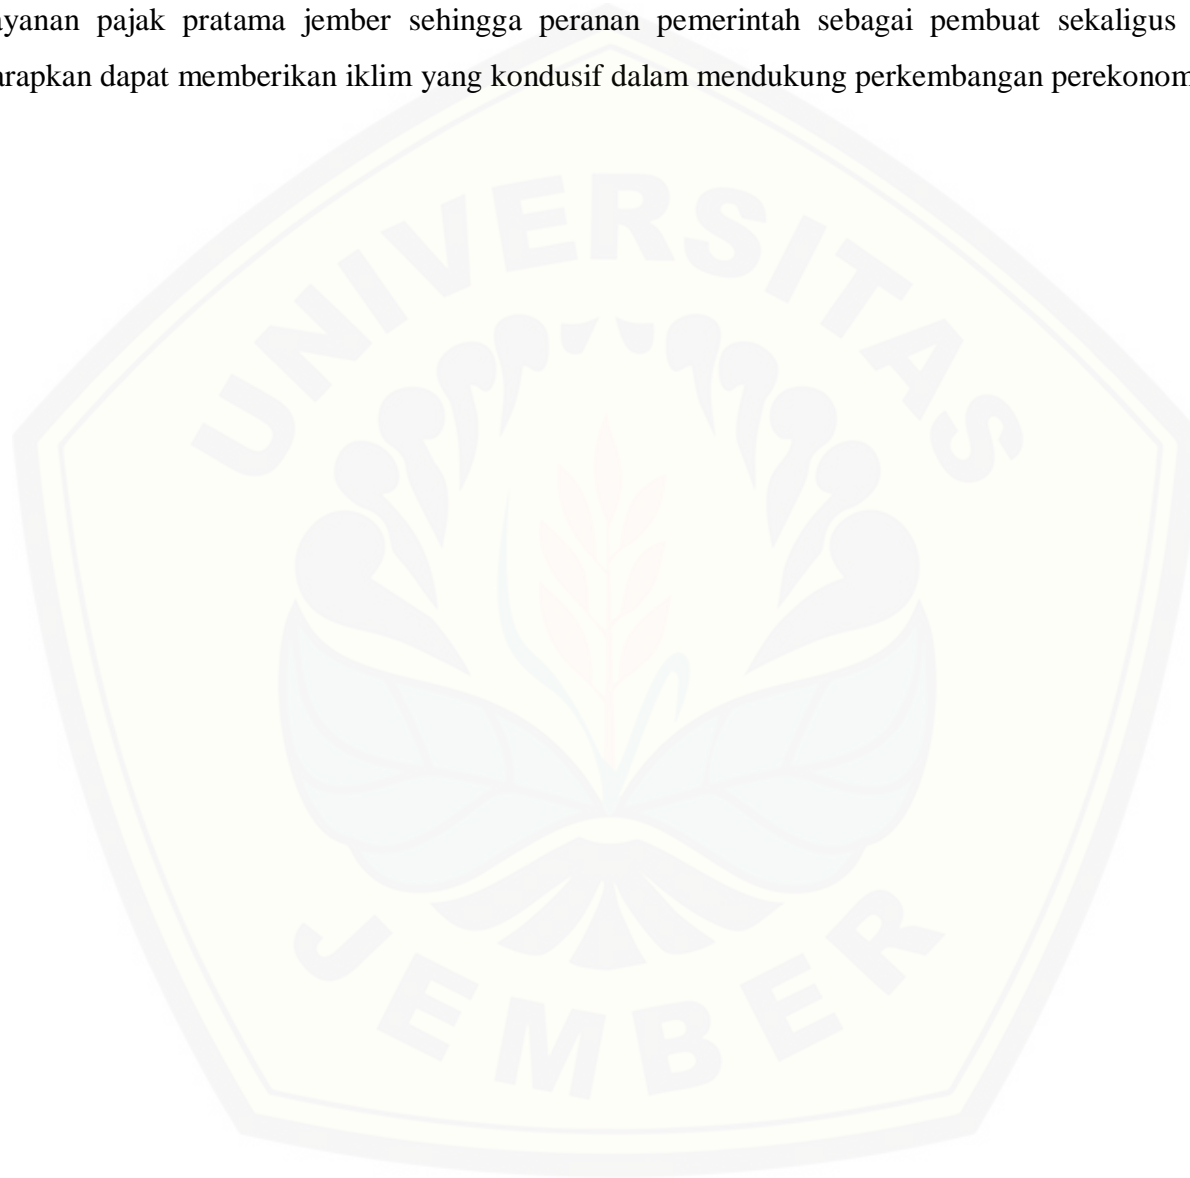 ayanan pajak pratama jember sehingga peranan pemerintah sebagai pembuat sekaligus
arapkan dapat memberikan iklim yang kondusif dalam mendukung perkembangan perekonom
UNIVERSITAS
JEMBER